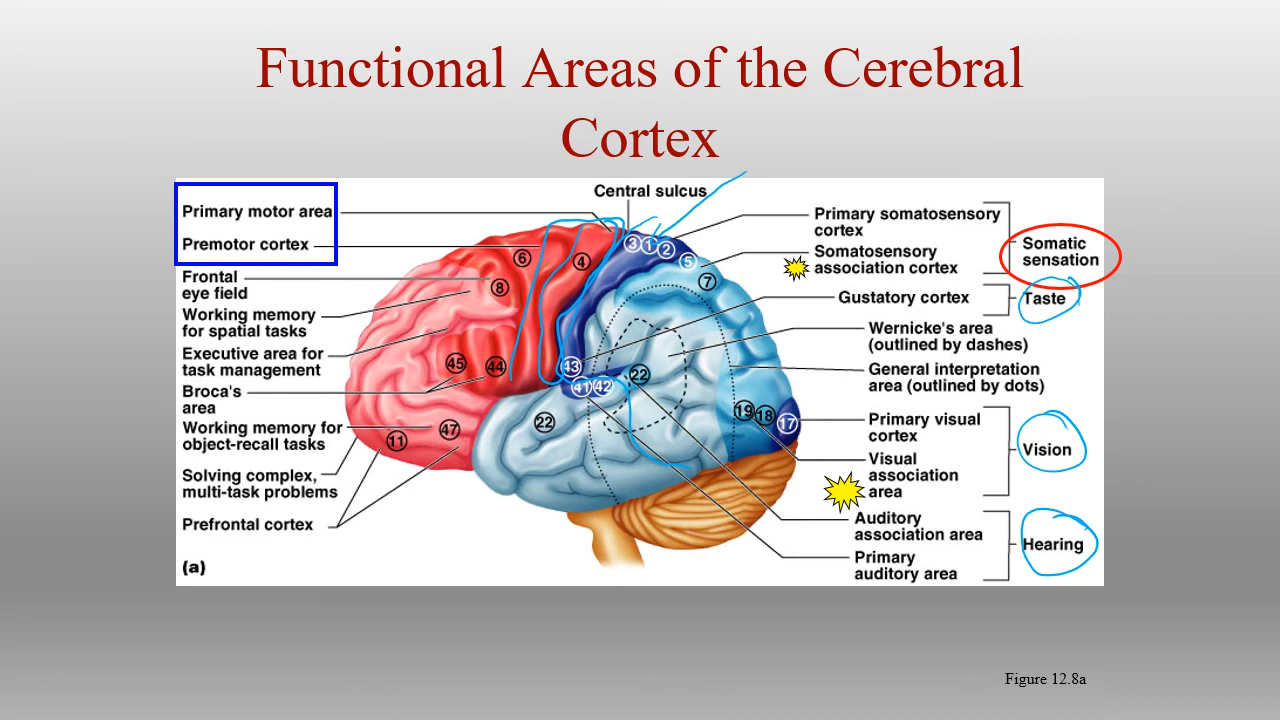 Functional Areas of the Cerebral
Cortex
Central sulcus
Primary motor area
Premotor cortex
Frontal
eye field
Working memory
for spatial tasks
Executive area for
task management
Broca's
area
Working memory for
object-recall tasks
Solving complex,
multi-task problems
Prefrontal cortex
(a)
6
8
4
3 1 2
5
7
45
44
47
11
43
41 42
22
22
19 18 17
Primary somatosensory
cortex
Somatosensory
association cortex
Somatic
sensation
Gustatory cortex
Taste
Wernicke's area
(outlined by dashes)
General interpretation
area (outlined by dots)
Primary visual
cortex
Visual
association
area
Vision
Auditory
association area
Primary
auditory area
Hearing
Figure 12.8a